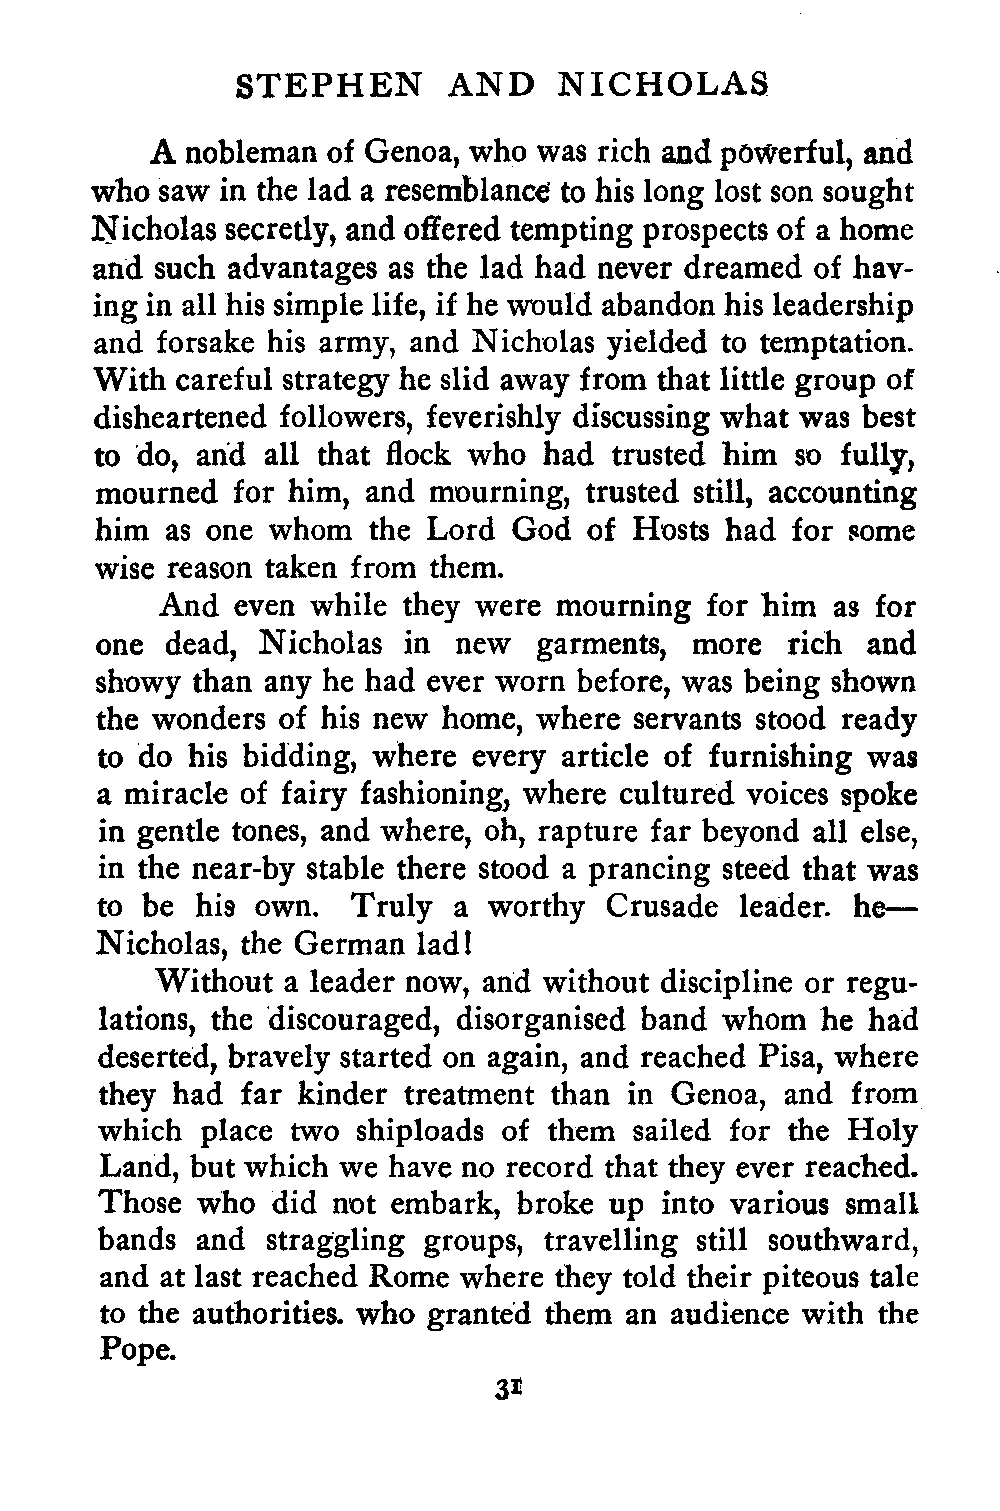 STEPHEN AND NICHOLAS
A nobleman of Genoa, who was rich and powerful, and
who saw in the lad a resemblance to his long lost son sought
Nicholas secretly, and offered tempting prospects of a home
and such advantages as the lad had never dreamed of hav-
ing in all his simple life, if he would abandon his leadership
and forsake his army, and Nicholas yielded to temptation.
With careful strategy he slid away from that little group of
disheartened followers, feverishly discussing what was best
to do, and all that flock who had trusted him so fully,
mourned for him, and mourning, trusted still, accounting
him as one whom the Lord God of Hosts had for some
wise reason taken from them.
And even while they were mourning for him as for
one dead, Nicholas in new garments, more rich and
showy than any he had ever worn before, was being shown
the wonders of his new home, where servants stood ready
to do his bidding, where every article of furnishing was
a miracle of fairy fashioning, where cultured voices spoke
in gentle tones, and where, oh, rapture far beyond all else,
in the near-by stable there stood a prancing steed that was
to be his own. Truly a worthy Crusade leader. he—
Nicholas, the German lad!
Without a leader now, and without discipline or regu-
lations, the discouraged, disorganised band whom he had
deserted, bravely started on again, and reached Pisa, where
they had far kinder treatment than in Genoa, and from
which place two shiploads of them sailed for the Holy
Land, but which we have no record that they ever reached.
Those who did not embark, broke up into various small
bands and straggling groups, travelling still southward,
and at last reached Rome where they told their piteous tale
to the authorities. who granted them an audience with the
Pope.
31